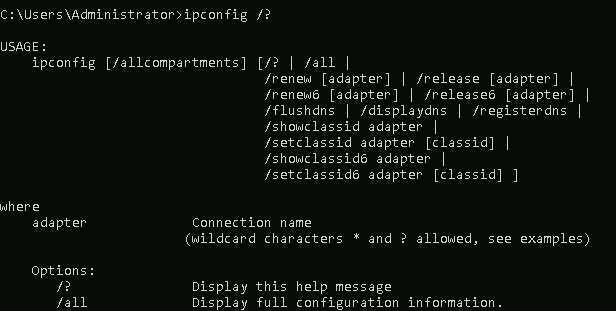 C:\Users\Administrator>ipconfig /?
USAGE:
ipconfig [/allcompartments] [/? | /all |
/renew [adapter] | /release [adapter] |
/renew6 [adapter] | /release6 [adapter] |
/flushdns | /displaydns | /registerdns |
/showclassid adapter |
/setclassid adapter [classid] |
/showclassid6 adapter |
/setclassid6 adapter [classid] ]
where
adapter Connection name
(wildcard characters * and ? allowed, see examples)
Options:
/? Display this help message
/all Display full configuration information.